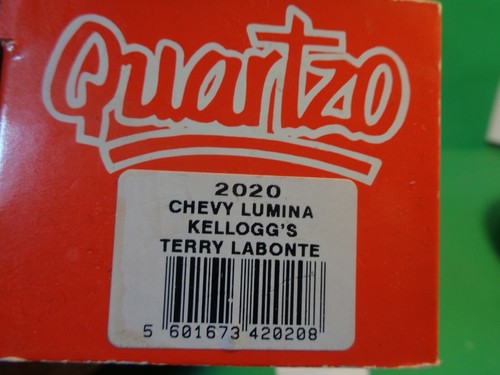 Quartzo
2020
CHEVY LUMINA
KELLOGG'S
TERRY LABONTE
5 601673 420208